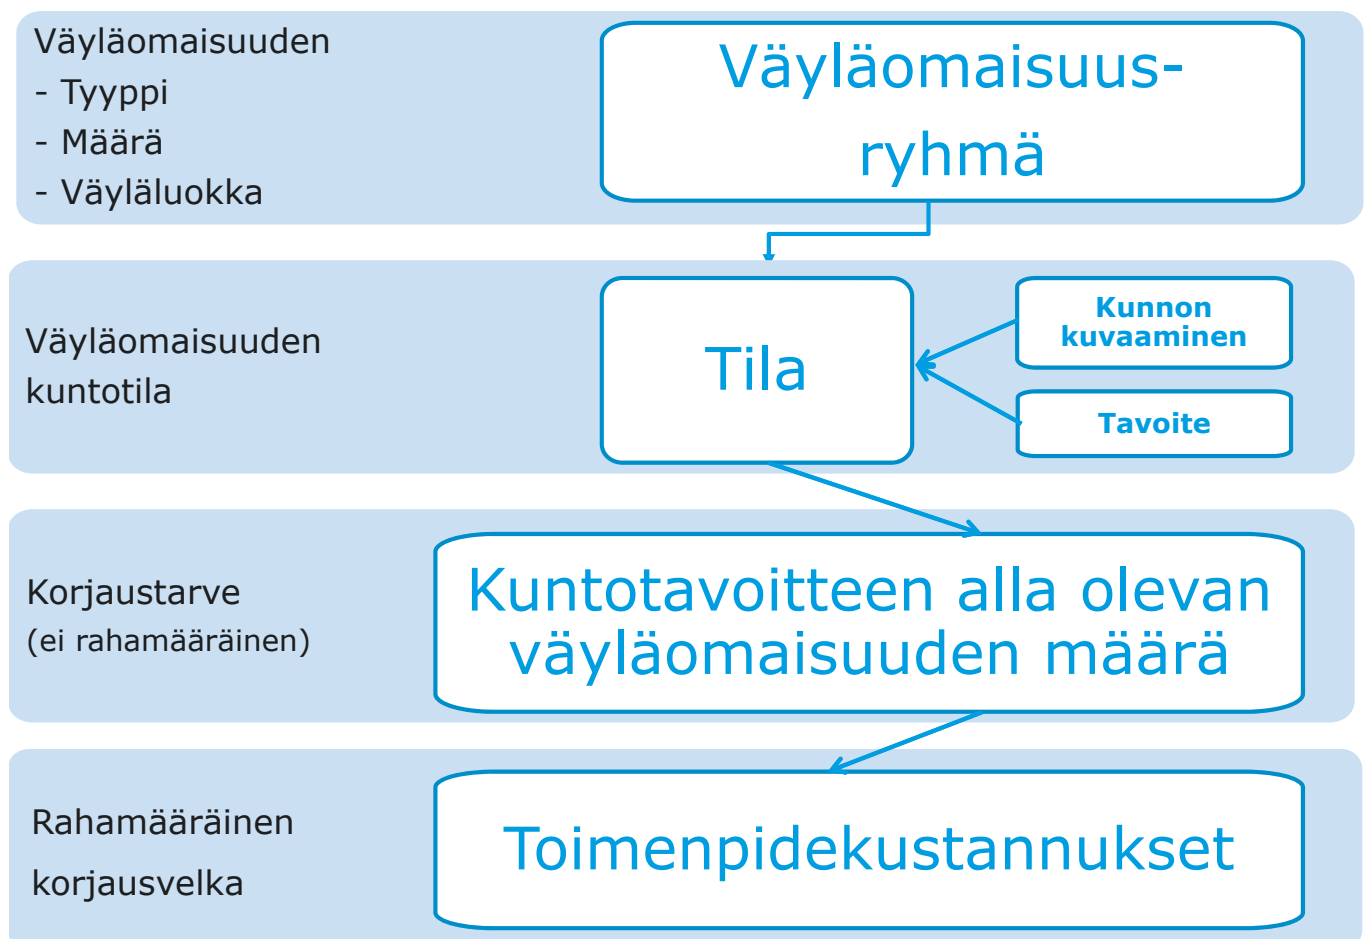 Väyläomaisuuden
- Tyyppi
- Määrä
- Väyläluokka
Väyläomaisuus-
ryhmä
Väyläomaisuuden
kuntotila
Tila
Kunnon
kuvaaminen
Tavoite
Korjaustarve
(ei rahamääräinen)
Kuntotavoitteen alla olevan
väyläomaisuuden määrä
Rahamääräinen
korjausvelka
Toimenpidekustannukset